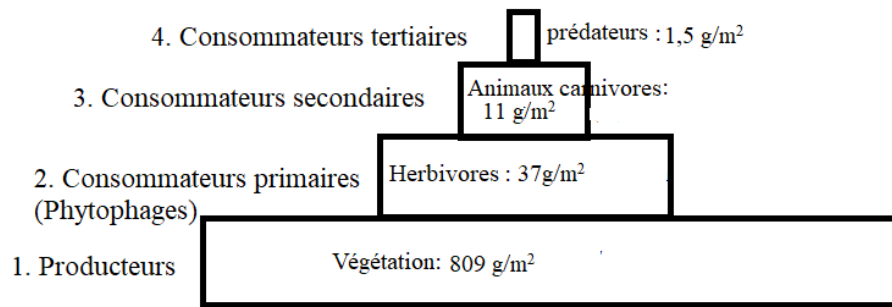 4. Consommateurs tertiaires
prédateurs : 1,5 g/m²
3. Consommateurs secondaires
Animaux carnivores:
11 g/m²
2. Consommateurs primaires
(Phytophages)
Herbivores : 37g/m²
1. Producteurs
Végétation: 809 g/m²